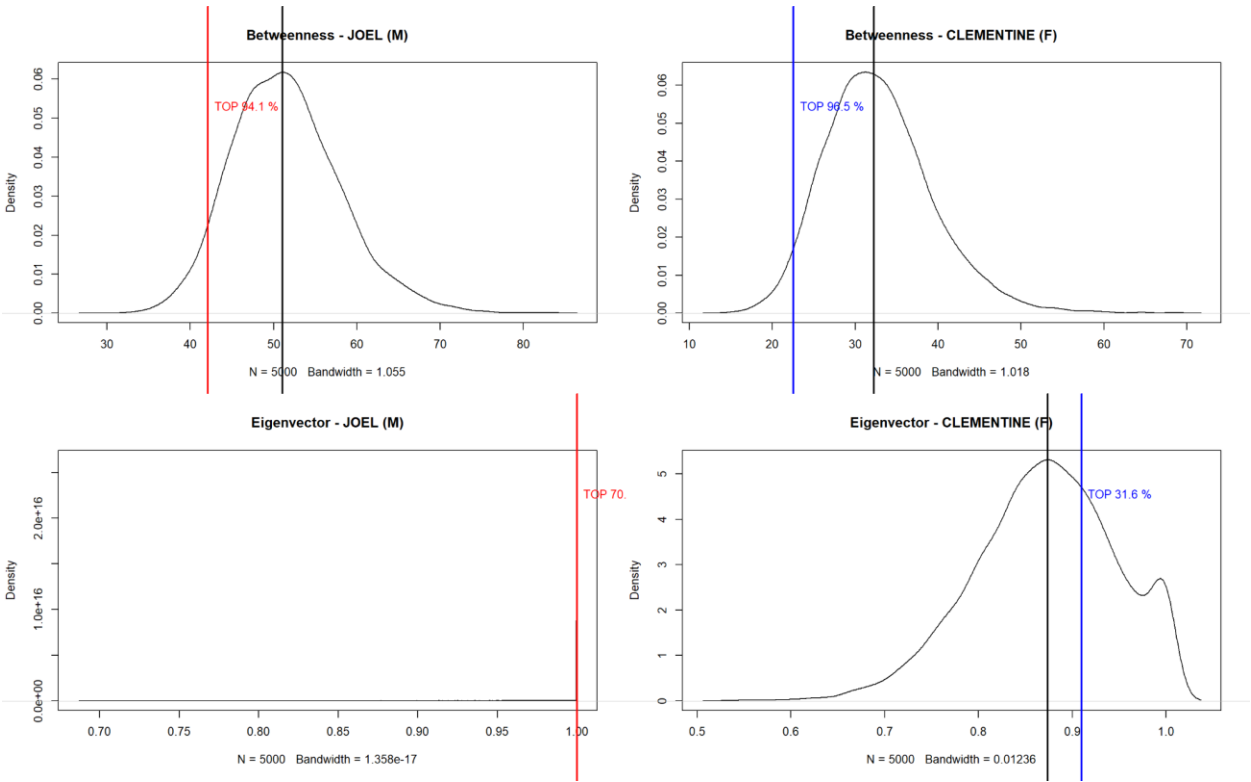 Betweenness - JOEL (M)
Density
0.00 0.01 0.02 0.03 0.04 0.05 0.06
TOP 94.1 %
30 40 50 60 70 80
N = 5000 Bandwidth = 1.055
Betweenness - CLEMENTINE (F)
Density
0.00 0.01 0.02 0.03 0.04 0.05 0.06
TOP 96.5 %
10 20 30 40 50 60 70
N = 5000 Bandwidth = 1.018
Eigenvector - JOEL (M)
Density
0.0e+00 1.0e+16 2.0e+16
TOP 70.
0.70 0.75 0.80 0.85 0.90 0.95 1.00
N = 5000 Bandwidth = 1.358e-17
Eigenvector - CLEMENTINE (F)
Density
0 1 2 3 4 5
TOP 31.6 %
0.5 0.6 0.7 0.8 0.9 1.0
N = 5000 Bandwidth = 0.01236